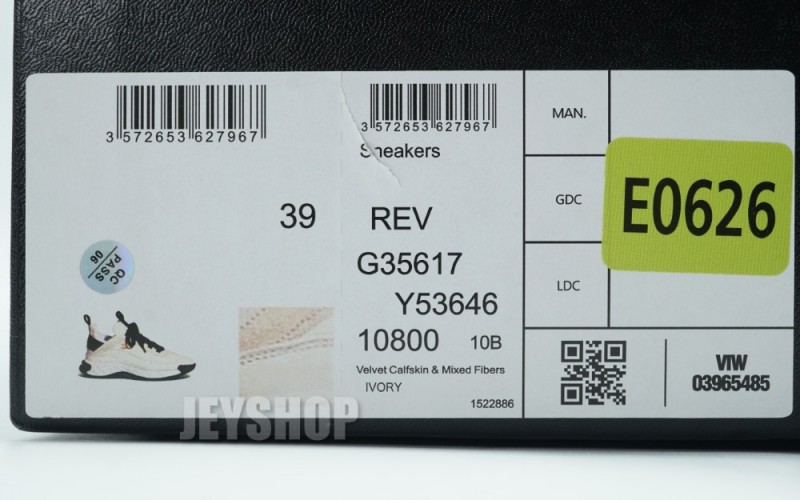 3 572653 627967
3 572653 627967
Sneakers
39
REV
G35617
Y53646
10800 10B
Velvet Calfskin & Mixed Fibers
IVORY
1522886
QC
PASS
06
MAN.
GDC
LDC
E0626
VIW
03965485
JEYSHOP